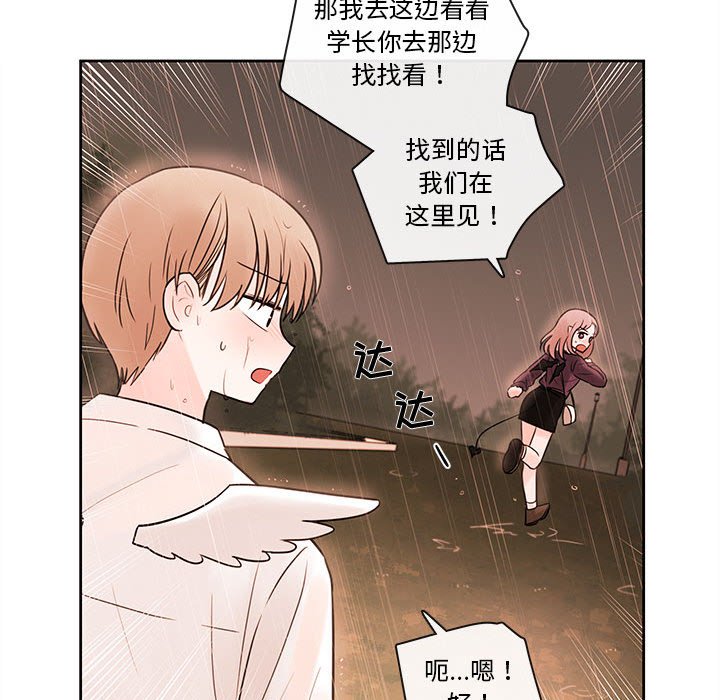 那我去这边看看
学长你去那边
找找看！
找到的话
我们在
这里见！
达
达
呃…嗯！
好！